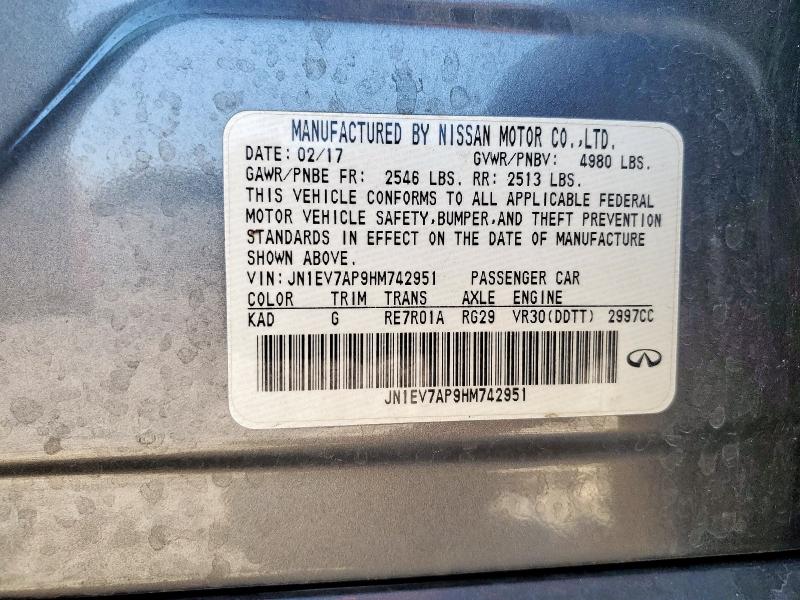 MANUFACTURED BY NISSAN MOTOR CO.,LTD.
DATE: 02/17 GVWR/PNBV: 4980 LBS.
GAWR/PNBE FR: 2546 LBS. RR: 2513 LBS.
THIS VEHICLE CONFORMS TO ALL APPLICABLE FEDERAL
MOTOR VEHICLE SAFETY,BUMPER,AND THEFT PREVENTION
STANDARDS IN EFFECT ON THE DATE OF MANUFACTURE
SHOWN ABOVE.
VIN: JN1EV7AP9HM742951 PASSENGER CAR
COLOR TRIM TRANS AXLE ENGINE
KAD G RE7R01A RG29 VR30(DDTT) 2997CC
JN1EV7AP9HM742951